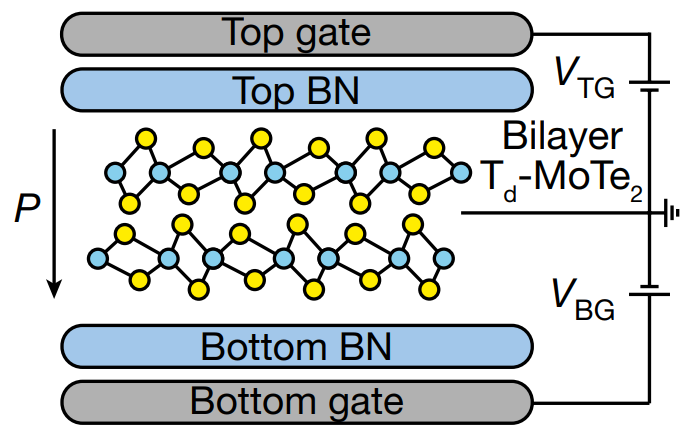 Top gate
Top BN
V_TG
Bilayer
T_d-MoTe_2
P
V_BG
Bottom BN
Bottom gate